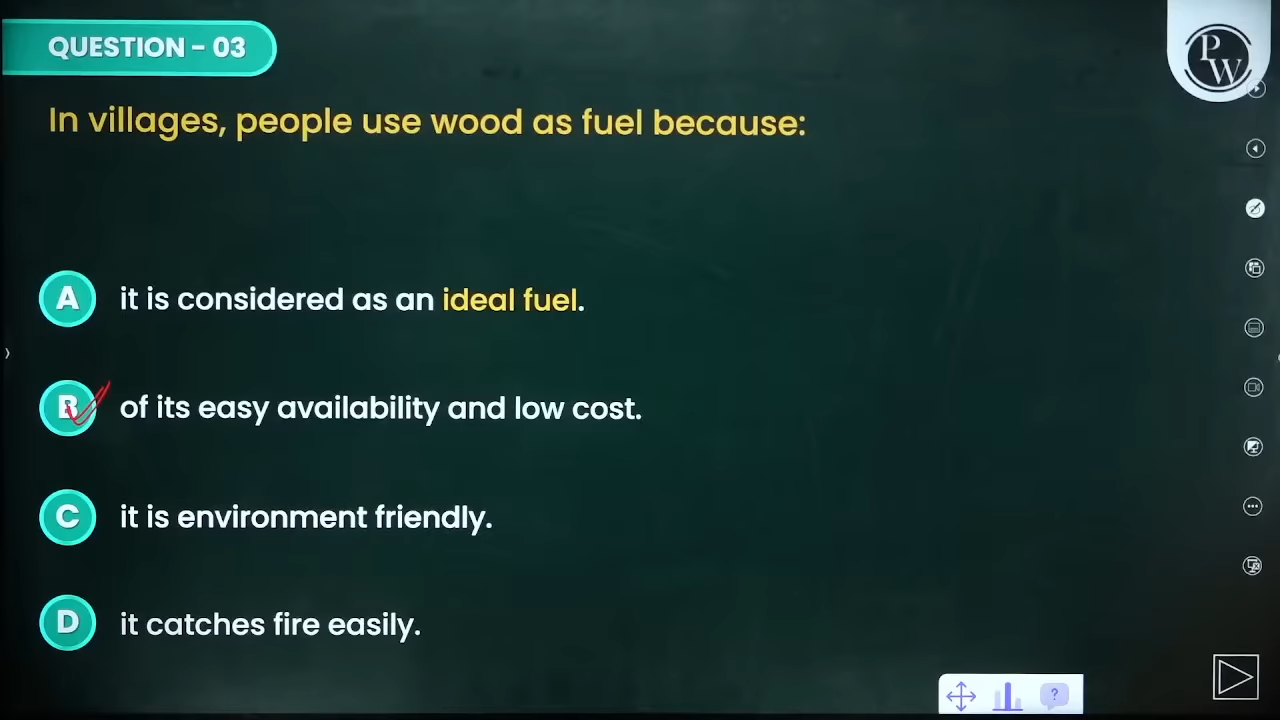 QUESTION - 03
PW
In villages, people use wood as fuel because:
A it is considered as an ideal fuel.
B of its easy availability and low cost.
C it is environment friendly.
D it catches fire easily.
?